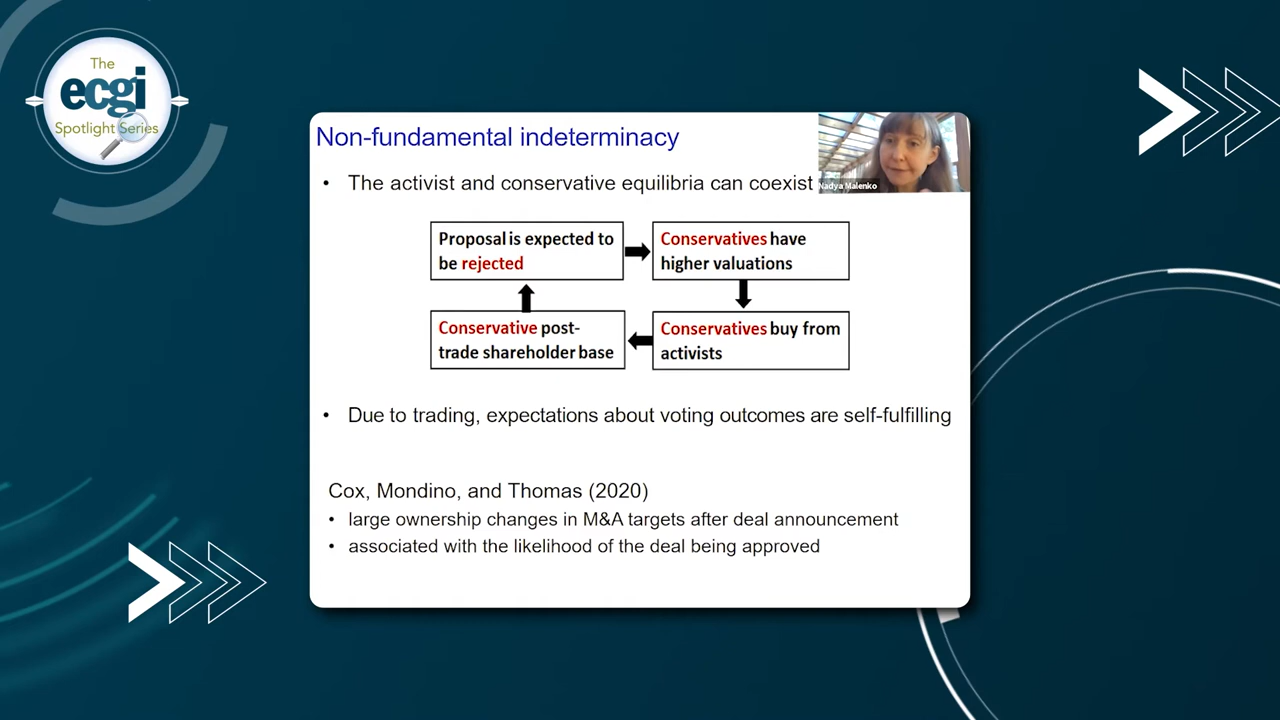 The
ecgi
Spotlight Series
Non-fundamental indeterminacy
Nadya Malenko
• The activist and conservative equilibria can coexist
Proposal is expected to
be rejected
Conservatives have
higher valuations
Conservative post-
trade shareholder base
Conservatives buy from
activists
• Due to trading, expectations about voting outcomes are self-fulfilling
Cox, Mondino, and Thomas (2020)
• large ownership changes in M&A targets after deal announcement
• associated with the likelihood of the deal being approved